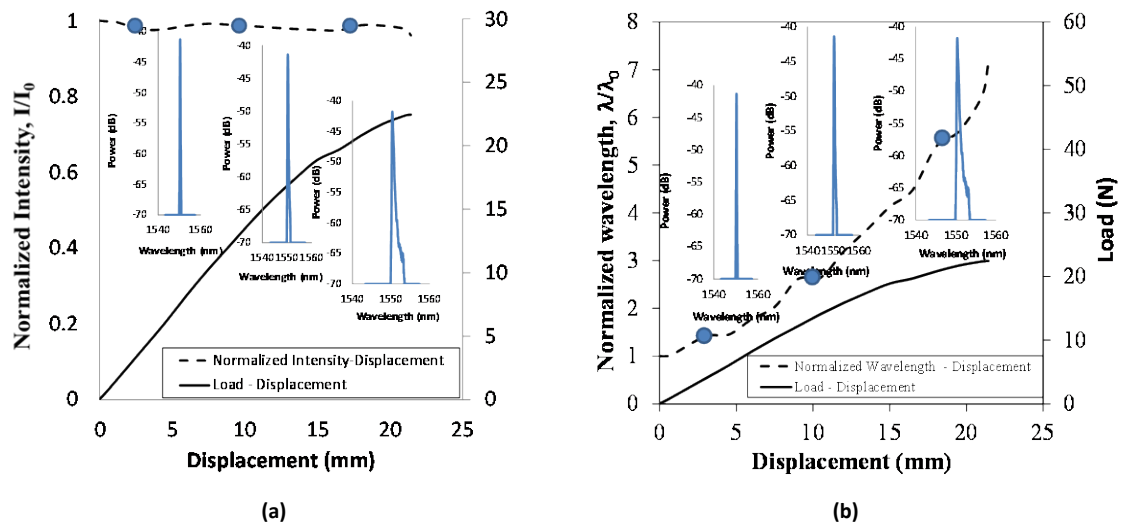 Normalized Intensity, I/I0
1
0.8
0.6
0.4
0.2
0
30
25
20
15
10
5
0
0 5 10 15 20 25
Displacement (mm)
-40
-50
-60
-70
1540 1560
Power (dB)
Wavelength (nm)
-40
-45
-50
-55
-60
-65
-70
1540 1550 1560
Power (dB)
Wavelength (nm)
-40
-45
-50
-55
-60
-65
-70
1540 1550 1560
Power (dB)
Wavelength (nm)
Normalized Intensity-Displacement
Load - Displacement
(a)
Normalized wavelength, λ/λ0
8
7
6
5
4
3
2
1
0
60
50
40
30
20
10
0
Load (N)
0 5 10 15 20 25
Displacement (mm)
-40
-50
-60
-70
1540 1560
Power (dB)
Wavelength (nm)
-40
-45
-50
-55
-60
-65
-70
1540 1550 1560
Power (dB)
Wavelength (nm)
-40
-45
-50
-55
-60
-65
-70
1540 1550 1560
Power (dB)
Wavelength (nm)
Normalized Wavelength - Displacement
Load - Displacement
(b)